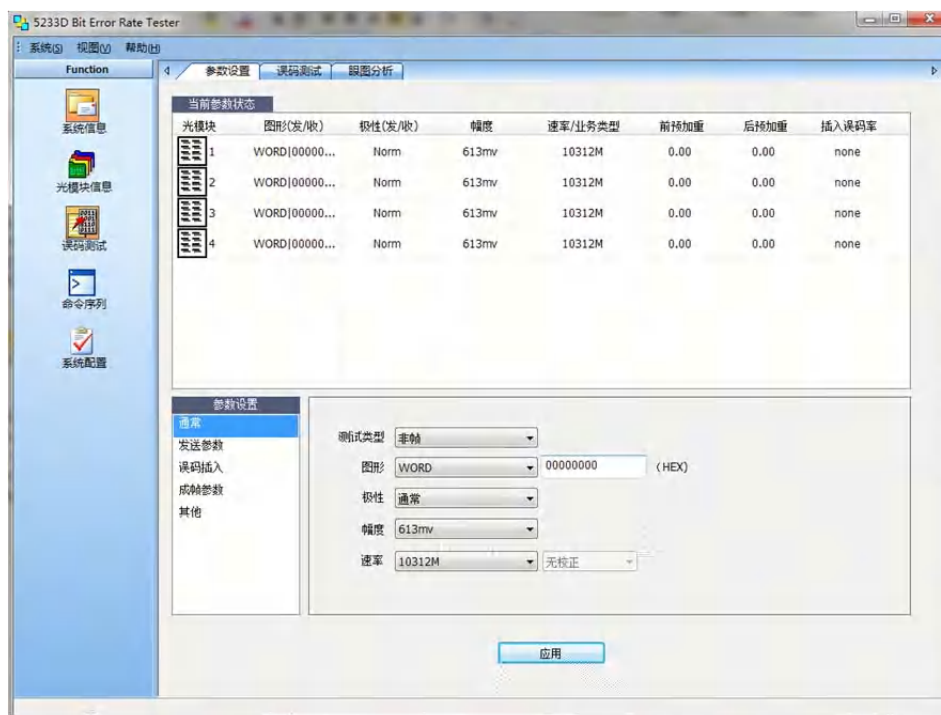 5233D Bit Error Rate Tester
系统(S) 视图(V) 帮助(H)
Function
参数设置 误码测试 眼图分析
系统信息
光模块信息
误码测试
命令序列
系统配置
当前参数状态
光模块 图形(发/收) 极性(发/收) 幅度 速率/业务类型 前预加重 后预加重 插入误码率
1 WORD|00000... Norm 613mv 10312M 0.00 0.00 none
2 WORD|00000... Norm 613mv 10312M 0.00 0.00 none
3 WORD|00000... Norm 613mv 10312M 0.00 0.00 none
4 WORD|00000... Norm 613mv 10312M 0.00 0.00 none
参数设置
通常
发送参数
误码插入
成帧参数
其他
测试类型 非帧
图形 WORD 00000000 (HEX)
极性 通常
幅度 613mv
速率 10312M 无校正
应用